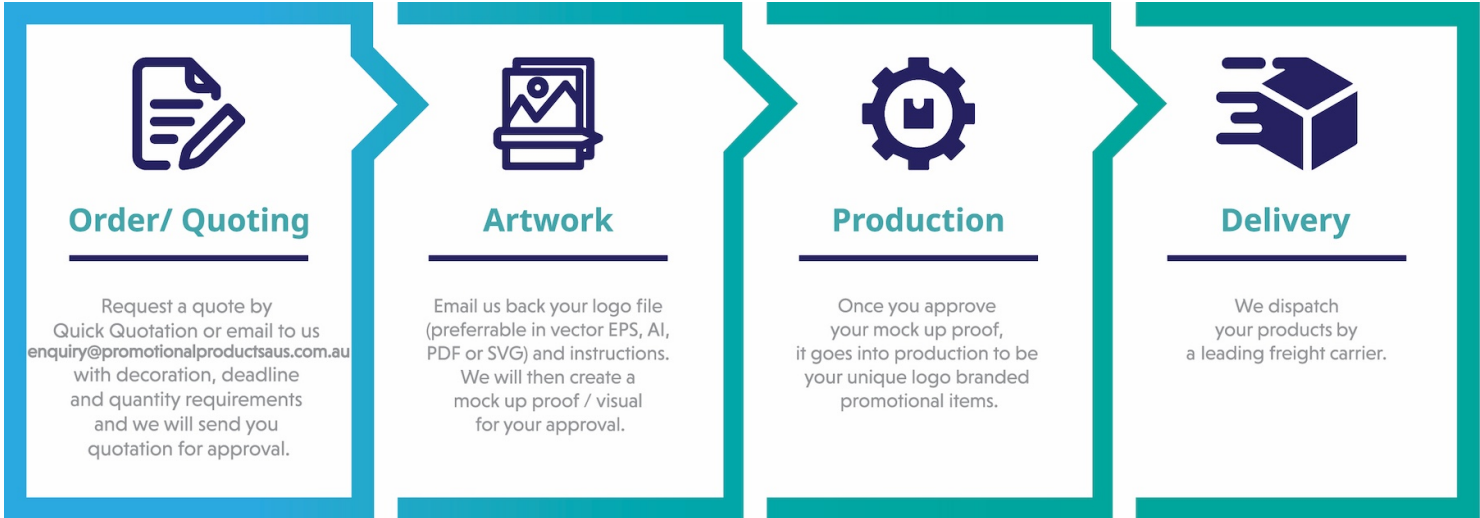 Order/ Quoting
Request a quote by
Quick Quotation or email to us
enquiry@promotionalproductsaus.com.au
with decoration, deadline
and quantity requirements
and we will send you
quotation for approval.
Artwork
Email us back your logo file
(preferrable in vector EPS, AI,
PDF or SVG) and instructions.
We will then create a
mock up proof / visual
for your approval.
Production
Once you approve
your mock up proof,
it goes into production to be
your unique logo branded
promotional items.
Delivery
We dispatch
your products by
a leading freight carrier.